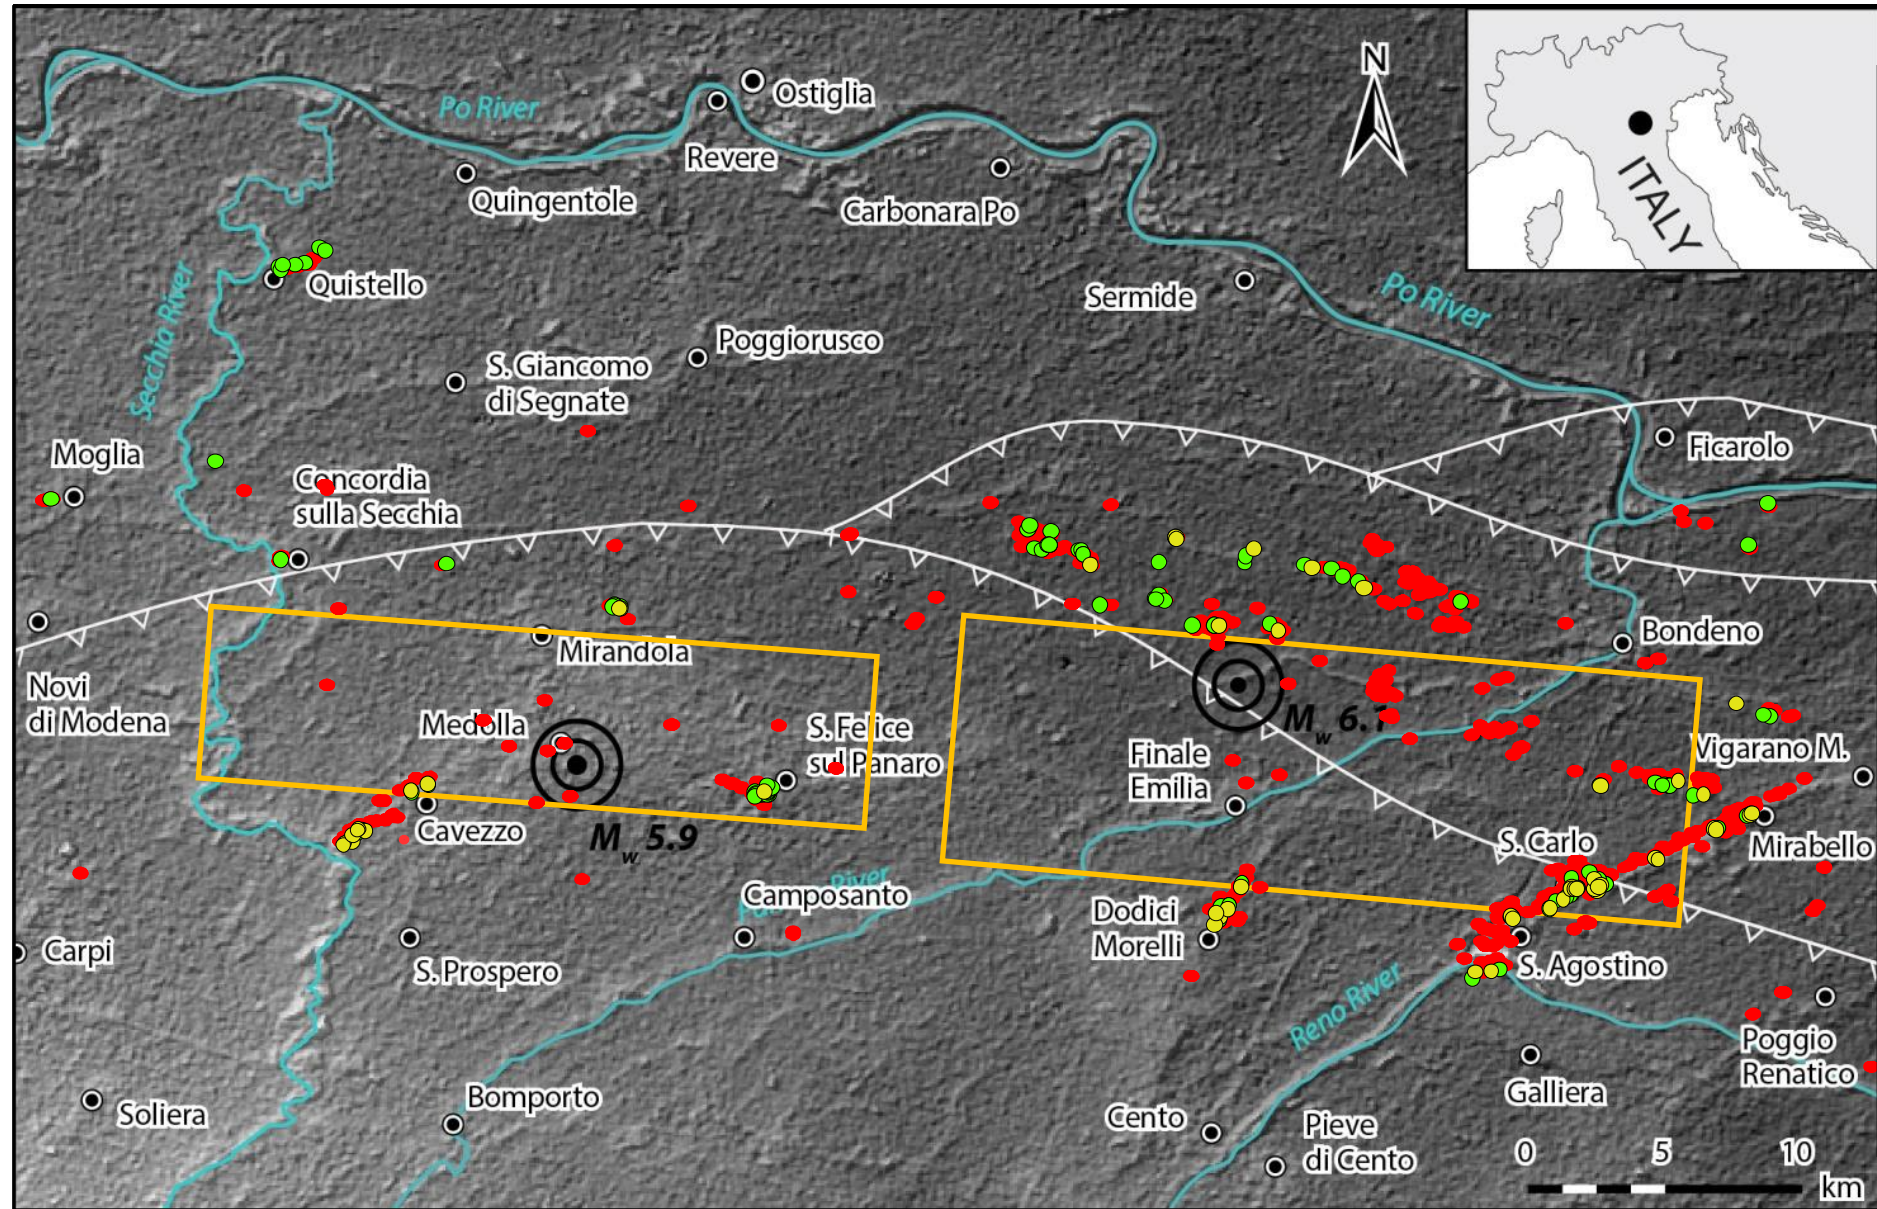 N
Ostiglia
Po River
Revere
Quingentole
Carbonara Po
ITALY
Quistello
Sermide
Po River
Secchia River
Poggiorusco
S. Giancomo
di Segnate
Moglia
Ficarolo
Concordia
sulla Secchia
Bondeno
Mirandola
Novi
di Modena
Medolla
S. Felice
sul Panaro
Mw 6.1
Finale
Emilia
Vigarano M.
Cavezzo
Mw 5.9
S. Carlo
Mirabello
Camposanto
River
Dodici
Morelli
Carpi
S. Prospero
S. Agostino
Reno River
Poggio
Renatico
Galliera
Bomporto
Soliera
Cento
Pieve
di Cento
0 5 10
km